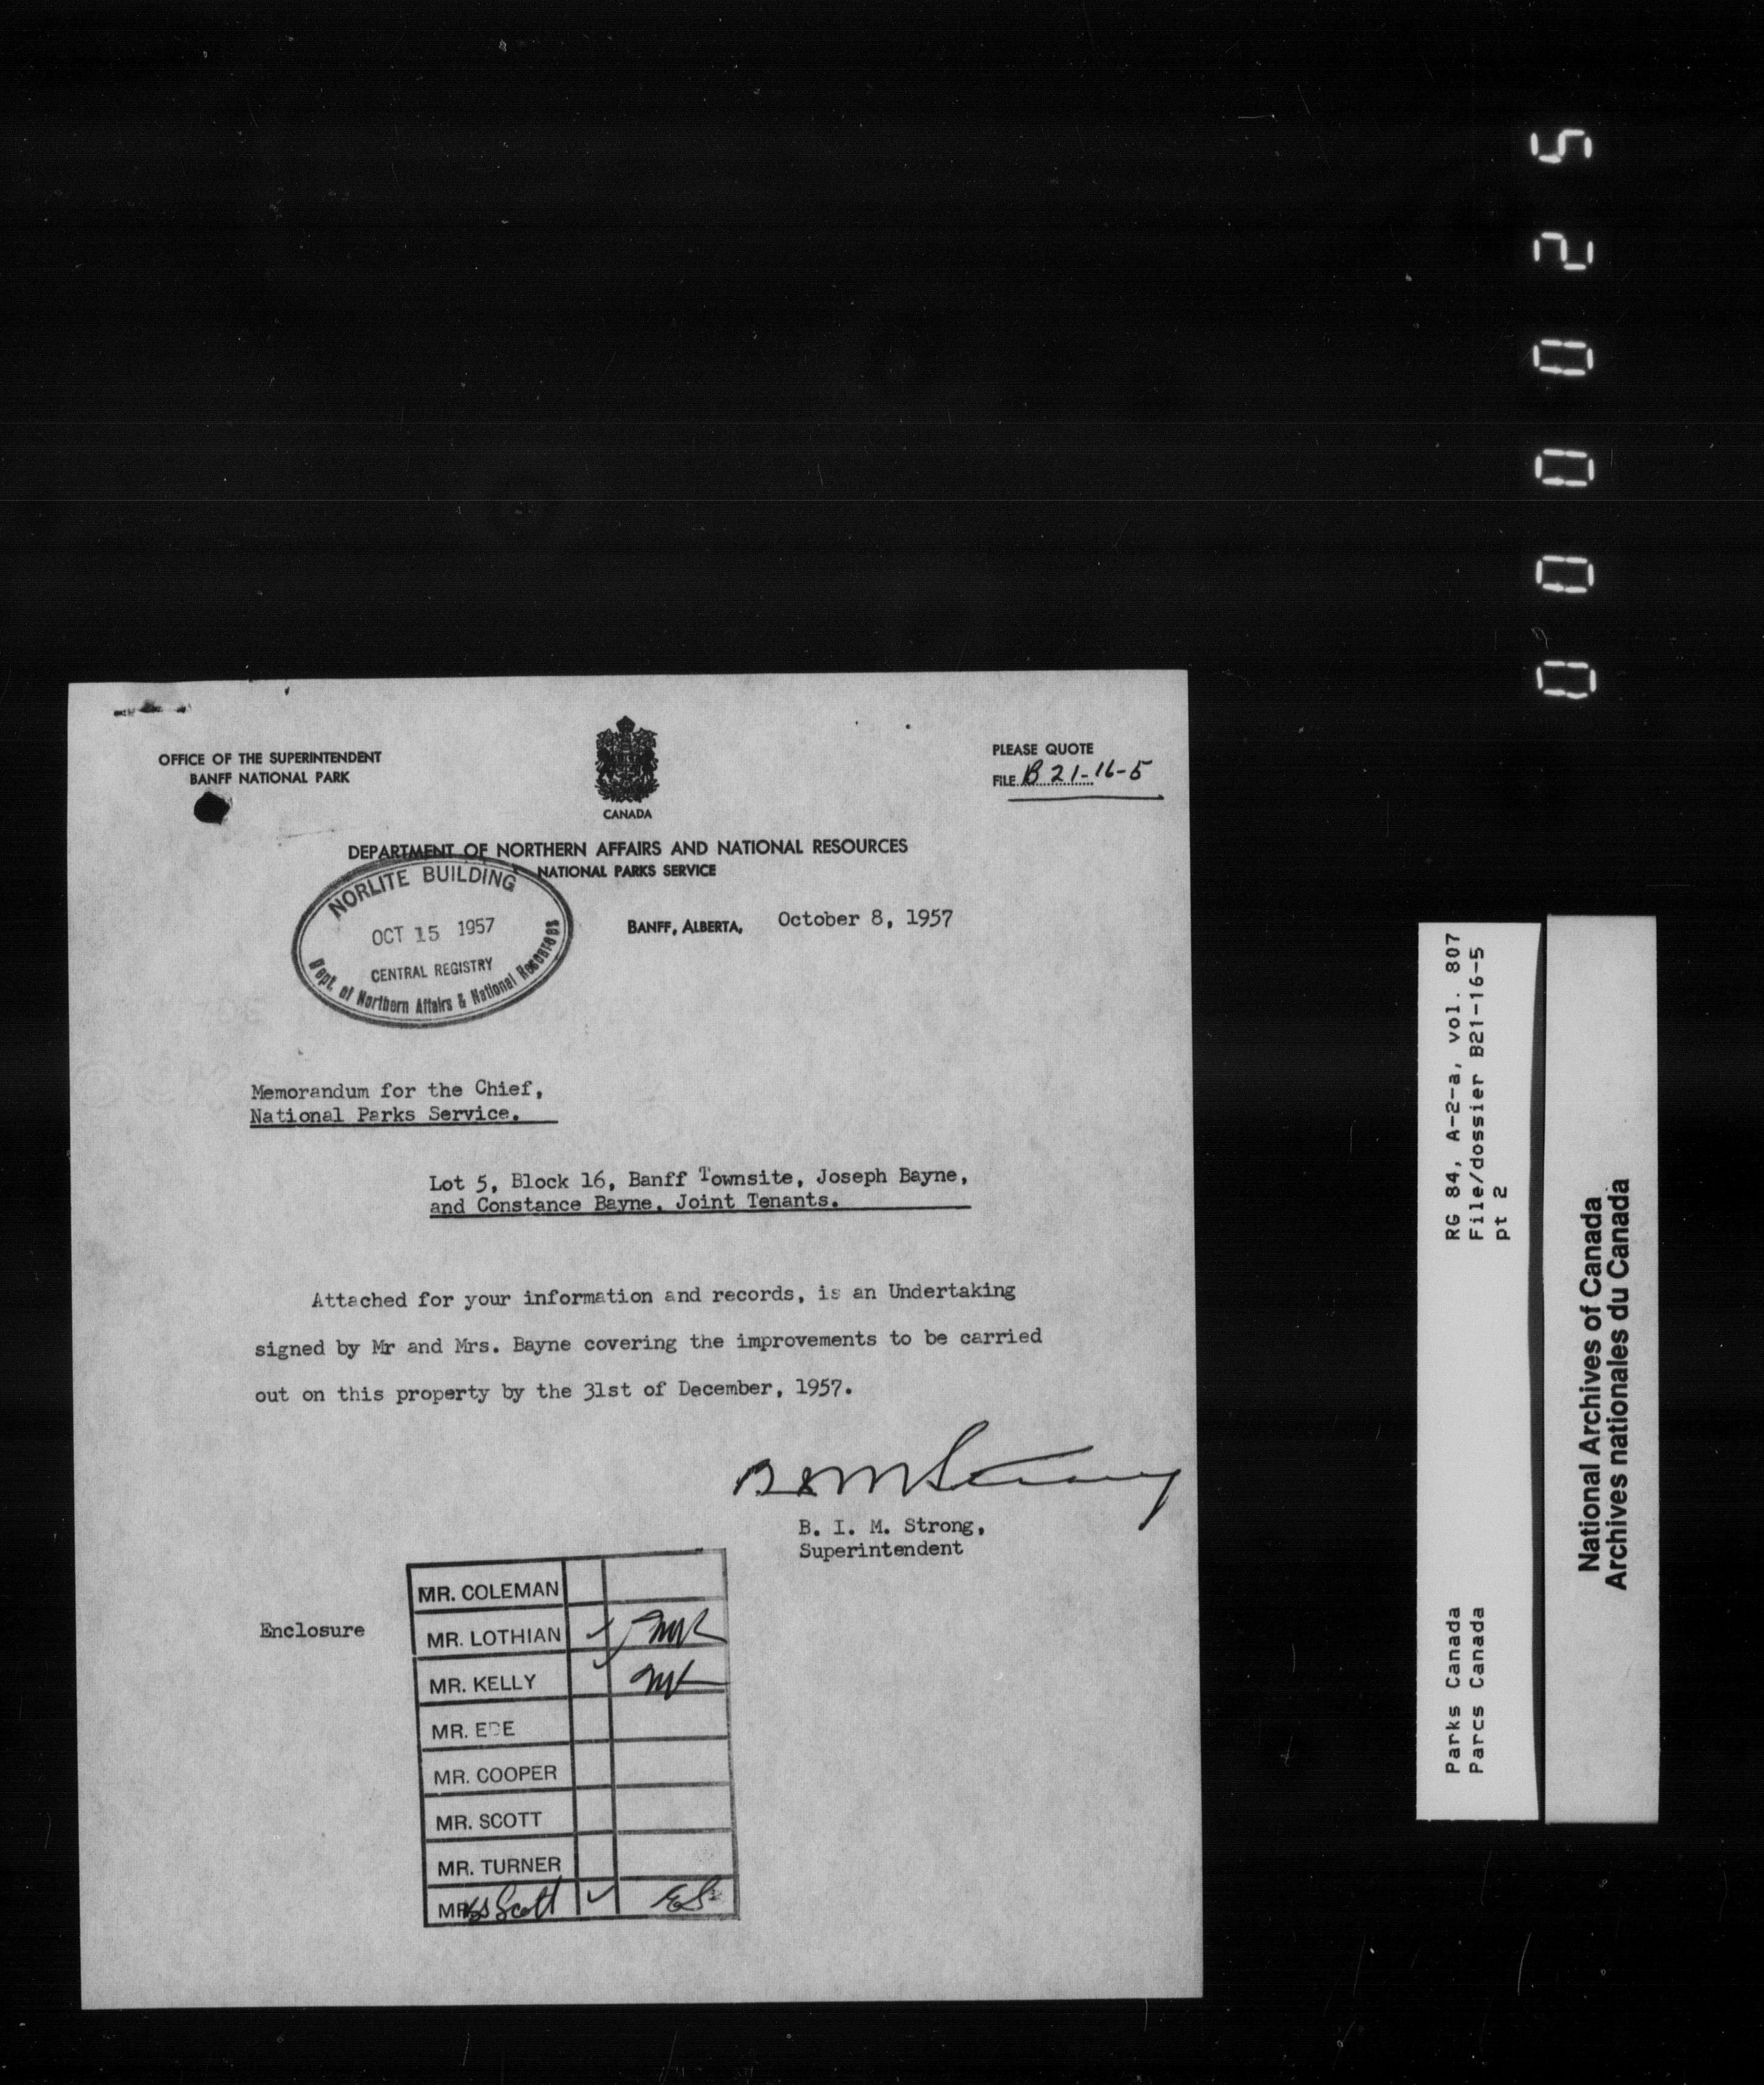 OFFICE OF THE SUPERINTENDENT
BANFF NATIONAL PARK
CANADA
PLEASE QUOTE
FILE B 21-16-5
DEPARTMENT OF NORTHERN AFFAIRS AND NATIONAL RESOURCES
NATIONAL PARKS SERVICE
NORLITE BUILDING
OCT 15 1957
CENTRAL REGISTRY
Dept. of Northern Affairs & National Resources
BANFF, ALBERTA, October 8, 1957
Memorandum for the Chief,
National Parks Service.
Lot 5, Block 16, Banff Townsite, Joseph Bayne,
and Constance Bayne, Joint Tenants.
Attached for your information and records, is an Undertaking
signed by Mr and Mrs. Bayne covering the improvements to be carried
out on this property by the 31st of December, 1957.
B. I. M. Strong,
Superintendent
Enclosure
MR. COLEMAN
MR. LOTHIAN
MR. KELLY
MR. EDE
MR. COOPER
MR. SCOTT
MR. TURNER
MR Scott ES
000025
RG 84, A-2-a, vol. 807
File/dossier B21-16-5
pt 2
Parks Canada
Parcs Canada
National Archives of Canada
Archives nationales du Canada